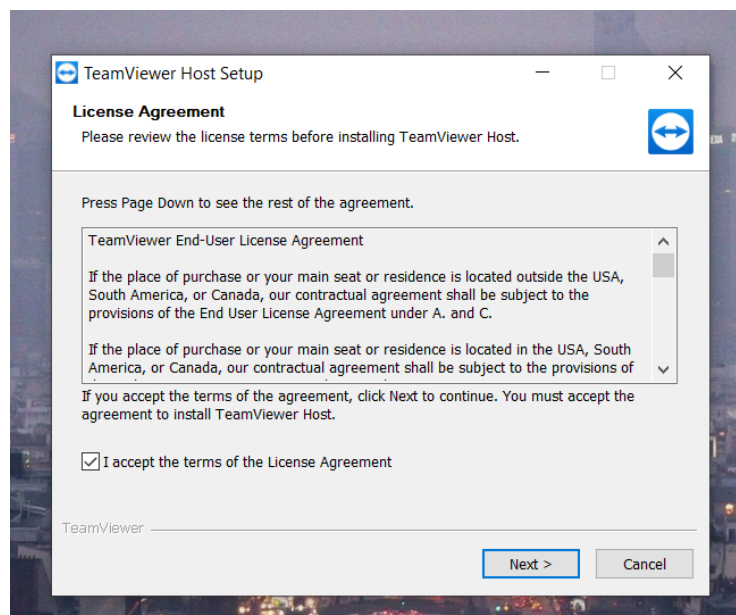 TeamViewer Host Setup
License Agreement
Please review the license terms before installing TeamViewer Host.
Press Page Down to see the rest of the agreement.
TeamViewer End-User License Agreement
If the place of purchase or your main seat or residence is located outside the USA,
South America, or Canada, our contractual agreement shall be subject to the
provisions of the End User License Agreement under A. and C.
If the place of purchase or your main seat or residence is located in the USA, South
America, or Canada, our contractual agreement shall be subject to the provisions of
If you accept the terms of the agreement, click Next to continue. You must accept the
agreement to install TeamViewer Host.
I accept the terms of the License Agreement
TeamViewer
Next >
Cancel